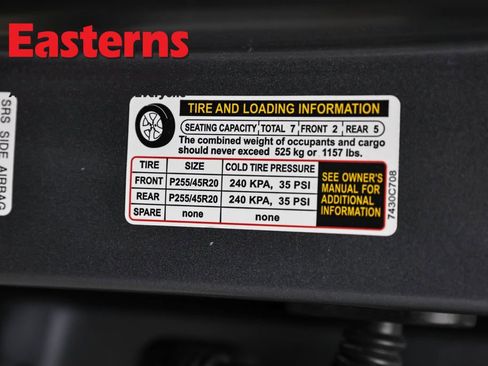 Easterns
Everyone
SRS SIDE AIRBAG
TIRE AND LOADING INFORMATION
SEATING CAPACITY TOTAL 7 FRONT 2 REAR 5
The combined weight of occupants and cargo
should never exceed 525 kg or 1157 lbs.
TIRE SIZE COLD TIRE PRESSURE
FRONT P255/45R20 240 KPA, 35 PSI
REAR P255/45R20 240 KPA, 35 PSI
SPARE none none
SEE OWNER'S
MANUAL FOR
ADDITIONAL
INFORMATION
7430C708